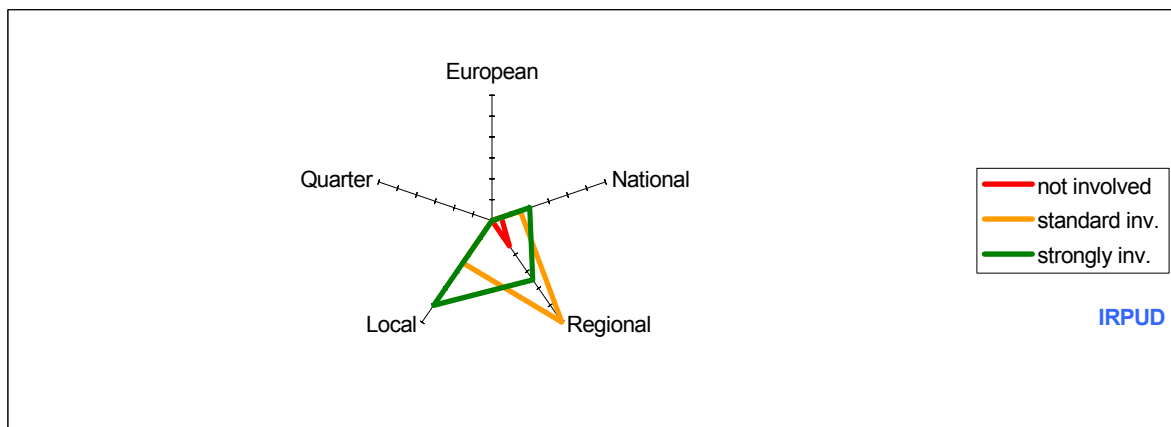 European
Quarter
National
Local
Regional
not involved
standard inv.
strongly inv.
IRPUD